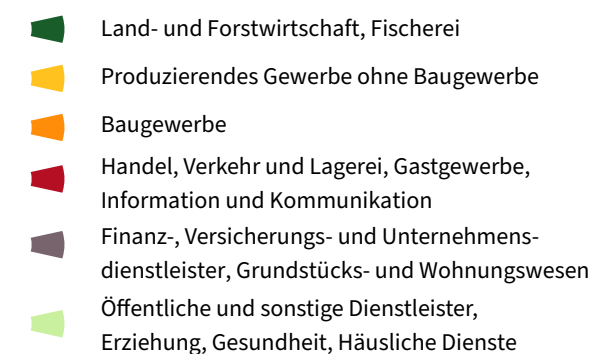 Land- und Forstwirtschaft, Fischerei
Produzierendes Gewerbe ohne Baugewerbe
Baugewerbe
Handel, Verkehr und Lagerei, Gastgewerbe,
Information und Kommunikation
Finanz-, Versicherungs- und Unternehmens-
dienstleister, Grundstücks- und Wohnungswesen
Öffentliche und sonstige Dienstleister,
Erziehung, Gesundheit, Häusliche Dienste